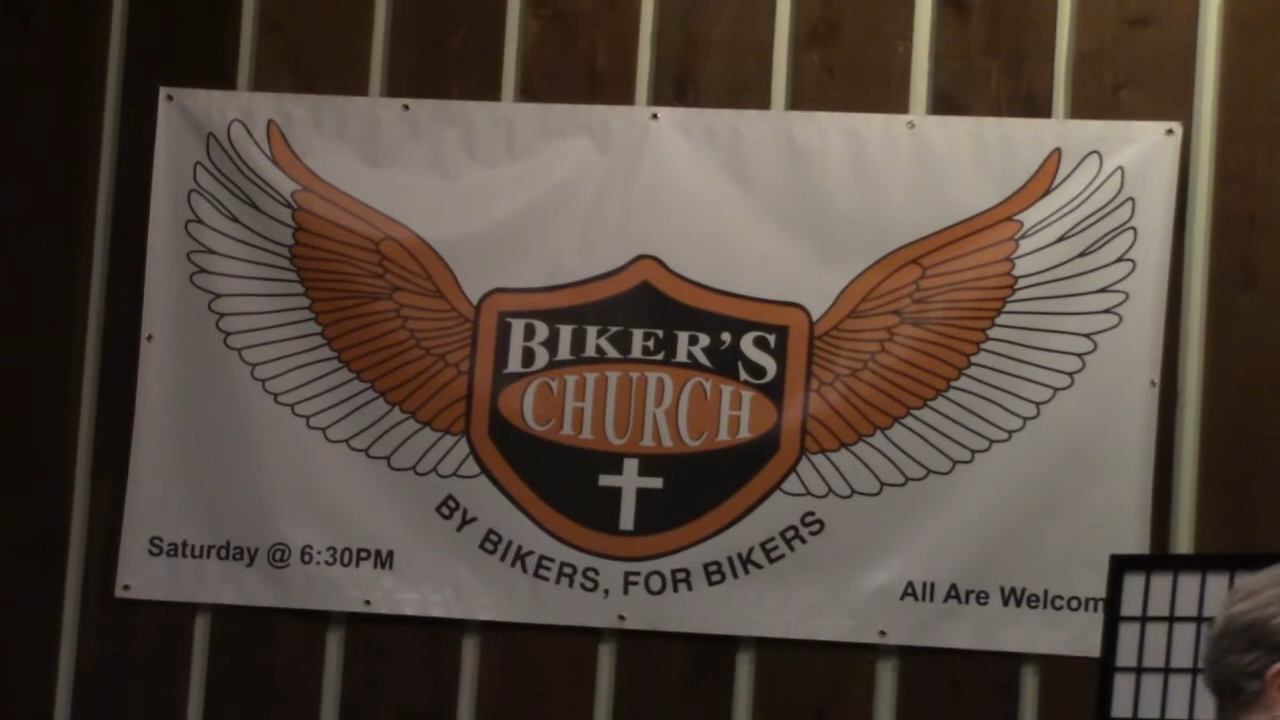 BIKER'S
CHURCH
BY BIKERS, FOR BIKERS
Saturday @ 6:30PM
All Are Welcom